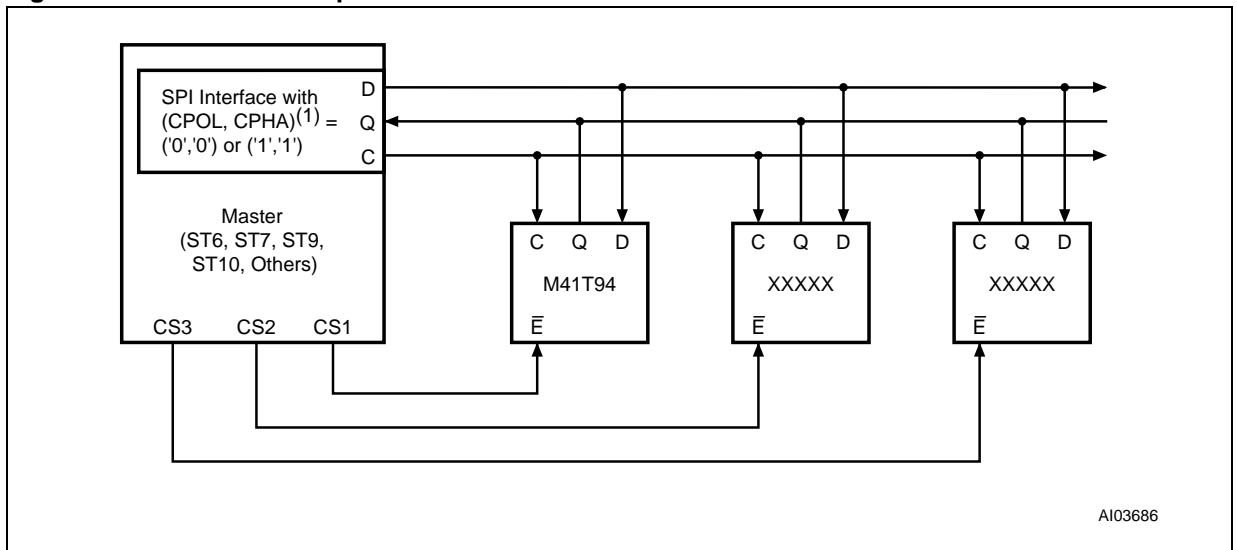 SPI Interface with
(CPOL, CPHA)(1) =
('0','0') or ('1','1')
D
Q
C
Master
(ST6, ST7, ST9,
ST10, Others)
CS3 CS2 CS1
C Q D
M41T94
E̅
C Q D
XXXXX
E̅
C Q D
XXXXX
E̅
AI03686